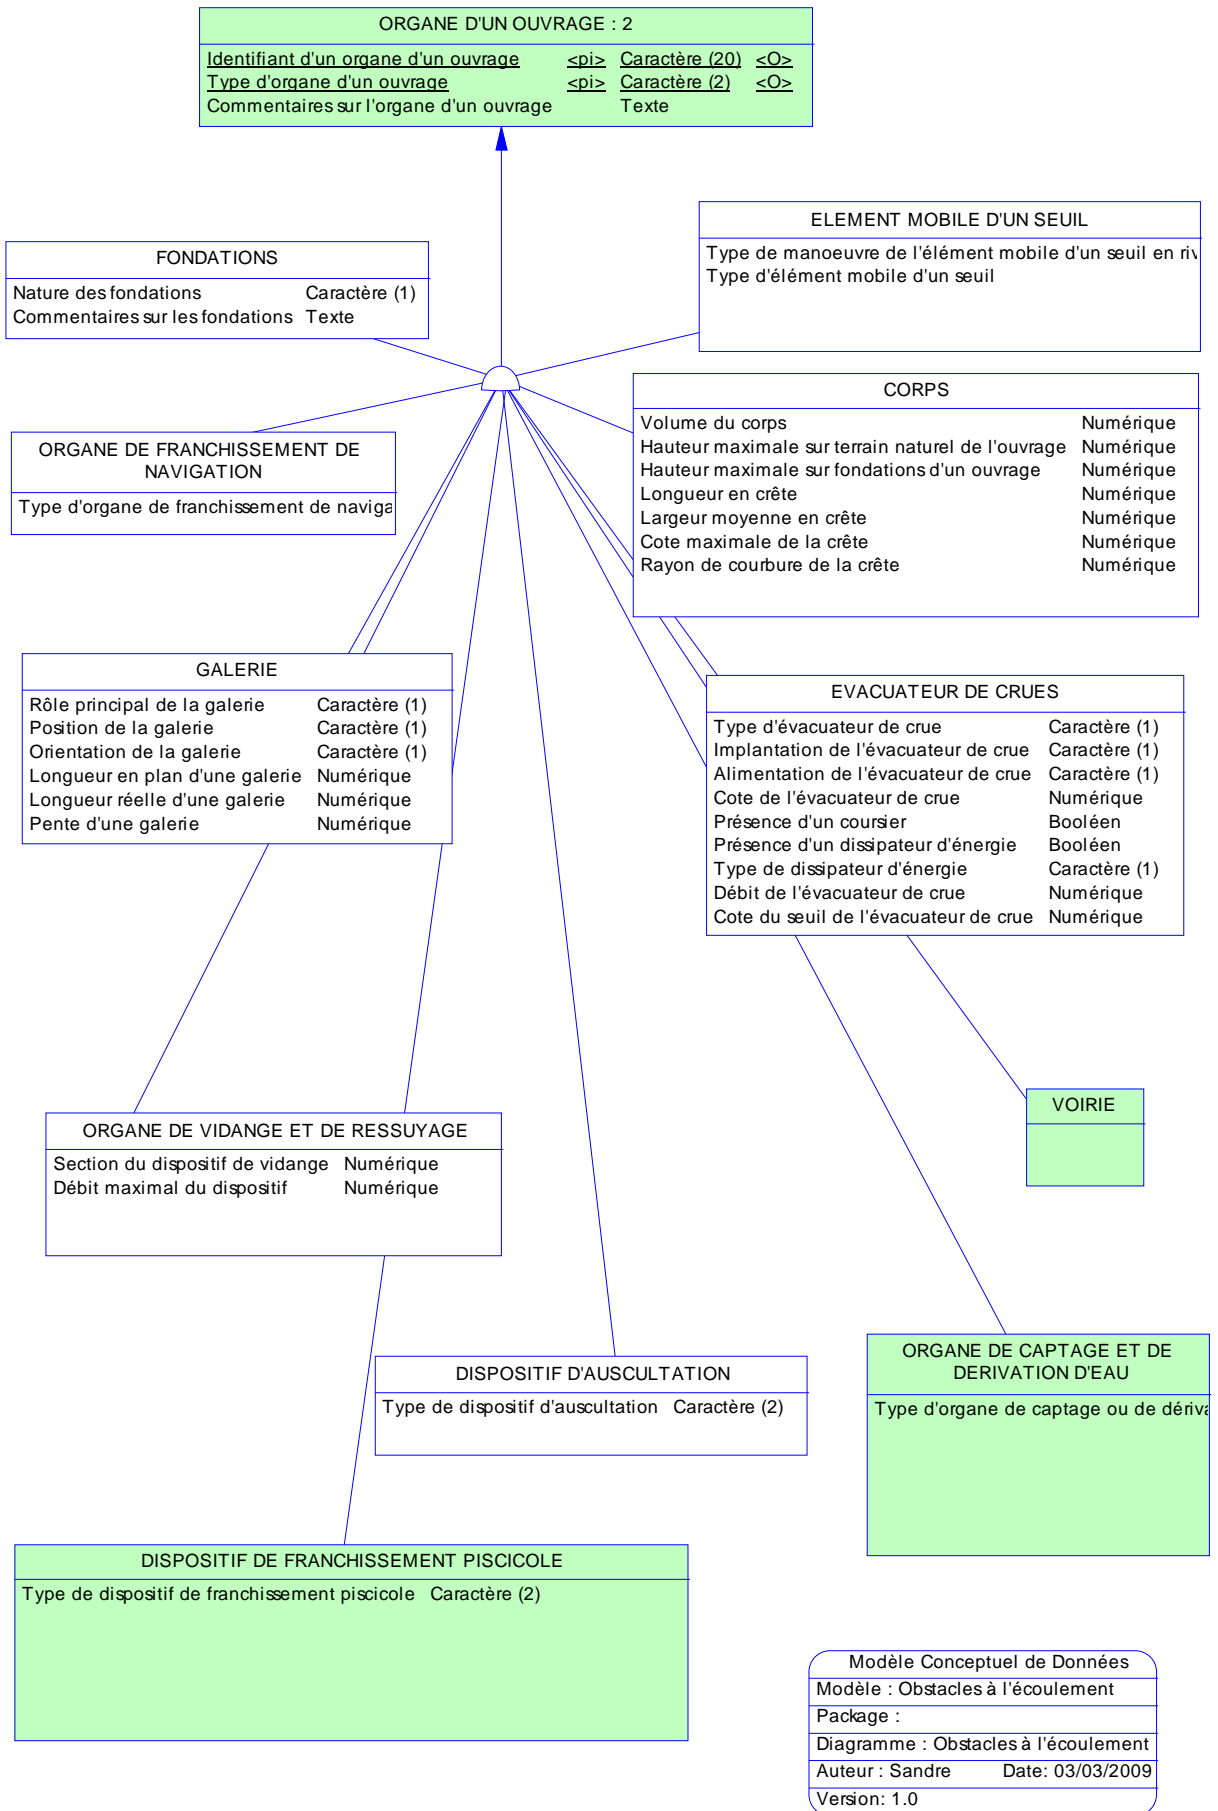 ORGANE D'UN OUVRAGE : 2
Identifiant d'un organe d'un ouvrage <pi> Caractère (20) <O>
Type d'organe d'un ouvrage <pi> Caractère (2) <O>
Commentaires sur l'organe d'un ouvrage Texte
ELEMENT MOBILE D'UN SEUIL
Type de manoeuvre de l'élément mobile d'un seuil en riv
Type d'élément mobile d'un seuil
FONDATIONS
Nature des fondations Caractère (1)
Commentaires sur les fondations Texte
CORPS
Volume du corps Numérique
Hauteur maximale sur terrain naturel de l'ouvrage Numérique
Hauteur maximale sur fondations d'un ouvrage Numérique
Longueur en crête Numérique
Largeur moyenne en crête Numérique
Cote maximale de la crête Numérique
Rayon de courbure de la crête Numérique
ORGANE DE FRANCHISSEMENT DE
NAVIGATION
Type d'organe de franchissement de naviga
GALERIE
Rôle principal de la galerie Caractère (1)
Position de la galerie Caractère (1)
Orientation de la galerie Caractère (1)
Longueur en plan d'une galerie Numérique
Longueur réelle d'une galerie Numérique
Pente d'une galerie Numérique
EVACUATEUR DE CRUES
Type d'évacuateur de crue Caractère (1)
Implantation de l'évacuateur de crue Caractère (1)
Alimentation de l'évacuateur de crue Caractère (1)
Cote de l'évacuateur de crue Numérique
Présence d'un coursier Booléen
Présence d'un dissipateur d'énergie Booléen
Type de dissipateur d'énergie Caractère (1)
Débit de l'évacuateur de crue Numérique
Cote du seuil de l'évacuateur de crue Numérique
VOIRIE
ORGANE DE VIDANGE ET DE RESSUYAGE
Section du dispositif de vidange Numérique
Débit maximal du dispositif Numérique
ORGANE DE CAPTAGE ET DE
DERIVATION D'EAU
Type d'organe de captage ou de dériva
DISPOSITIF D'AUSCULTATION
Type de dispositif d'auscultation Caractère (2)
DISPOSITIF DE FRANCHISSEMENT PISCICOLE
Type de dispositif de franchissement piscicole Caractère (2)
Modèle Conceptuel de Données
Modèle : Obstacles à l'écoulement
Package :
Diagramme : Obstacles à l'écoulement
Auteur : Sandre Date: 03/03/2009
Version: 1.0